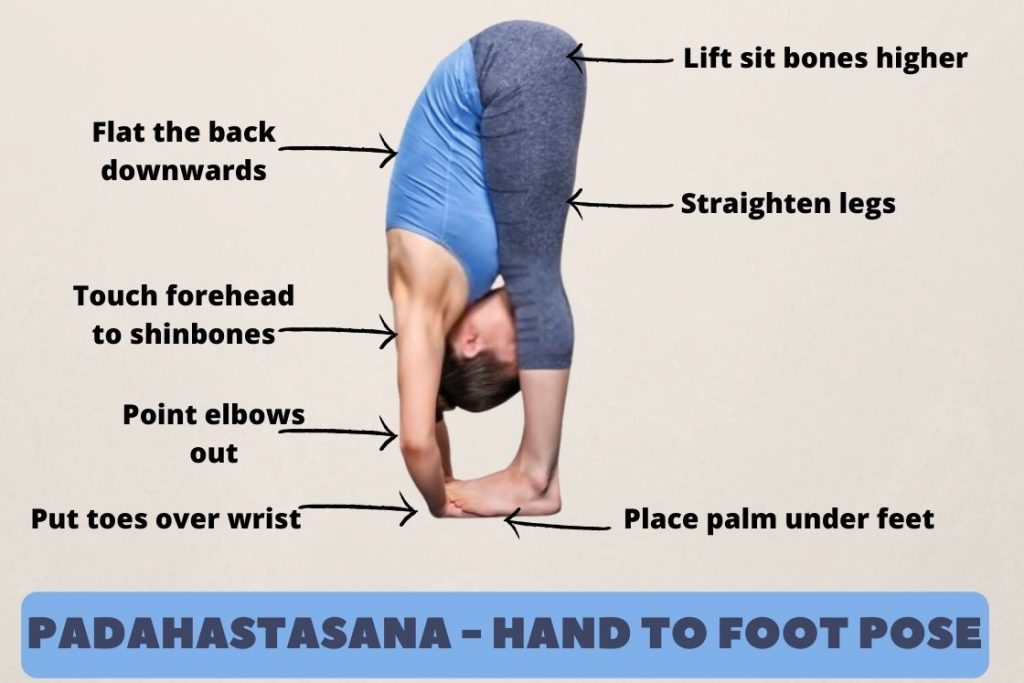 Lift sit bones higher
Flat the back
downwards
Straighten legs
Touch forehead
to shinbones
Point elbows
out
Put toes over wrist
Place palm under feet
PADAHASTASANA - HAND TO FOOT POSE